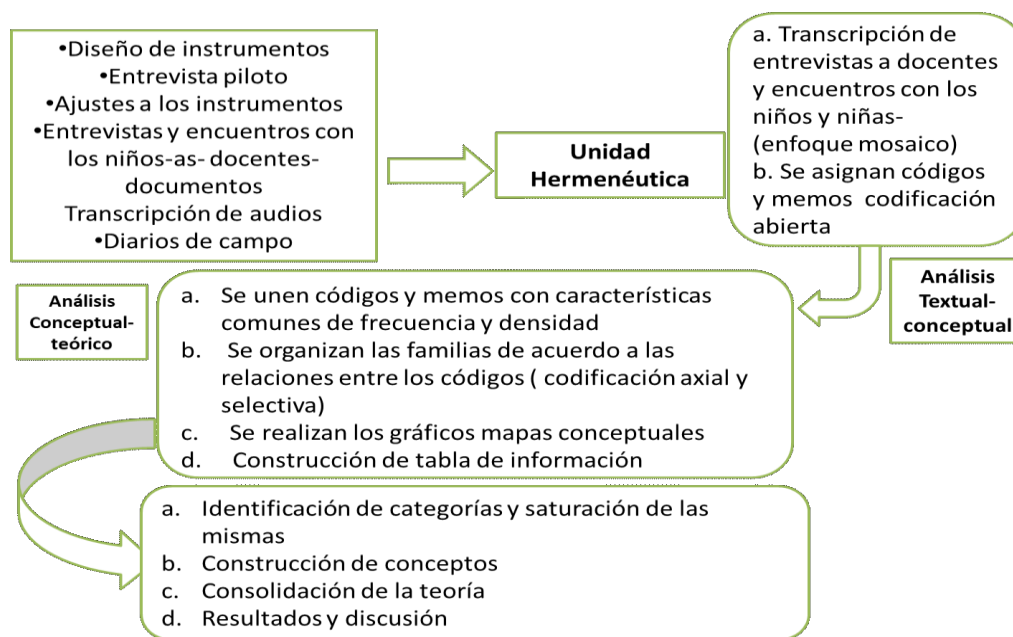 •Diseño de instrumentos
•Entrevista piloto
•Ajustes a los instrumentos
•Entrevistas y encuentros con
los niños-as- docentes-
documentos
Transcripción de audios
•Diarios de campo
Unidad
Hermenéutica
a. Transcripción de
entrevistas a docentes
y encuentros con los
niños y niñas-
(enfoque mosaico)
b. Se asignan códigos
y memos codificación
abierta
Análisis
Textual-
conceptual
Análisis
Conceptual-
teórico
a. Se unen códigos y memos con características
comunes de frecuencia y densidad
b. Se organizan las familias de acuerdo a las
relaciones entre los códigos ( codificación axial y
selectiva)
c. Se realizan los gráficos mapas conceptuales
d. Construcción de tabla de información
a. Identificación de categorías y saturación de las
mismas
b. Construcción de conceptos
c. Consolidación de la teoría
d. Resultados y discusión